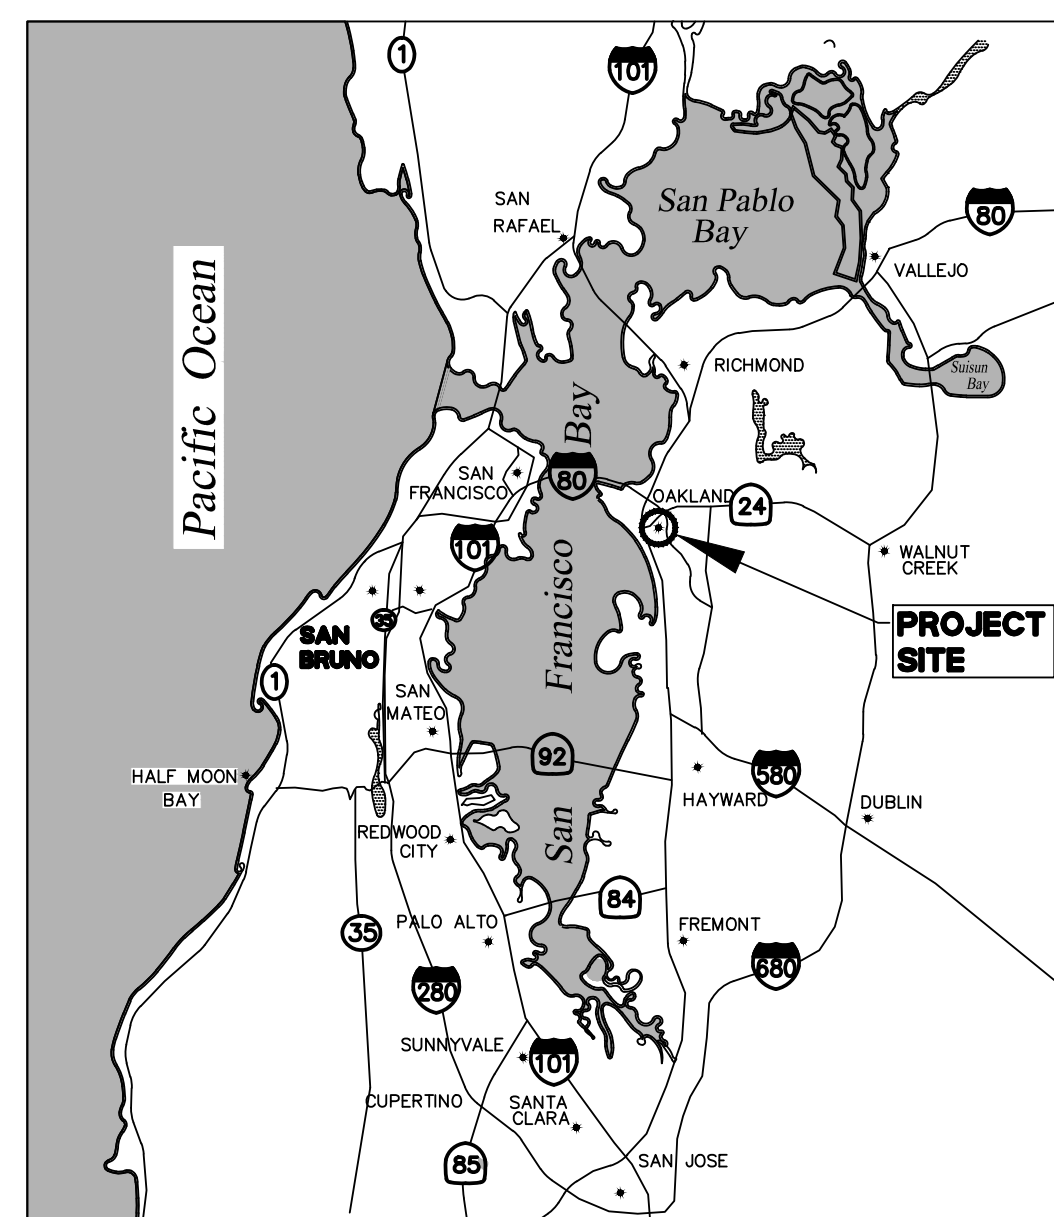 1
101
SAN
RAFAEL
San Pablo
Bay
80
VALLEJO
Pacific Ocean
RICHMOND
Suisun
Bay
San Francisco Bay
SAN
FRANCISCO
80
OAKLAND
24
101
WALNUT
CREEK
35
SAN
BRUNO
PROJECT
SITE
1
SAN
MATEO
92
HALF MOON
BAY
580
HAYWARD
DUBLIN
REDWOOD
CITY
84
35
PALO ALTO
FREMONT
280
680
SUNNYVALE
101
CUPERTINO
SANTA
CLARA
85
SAN JOSE